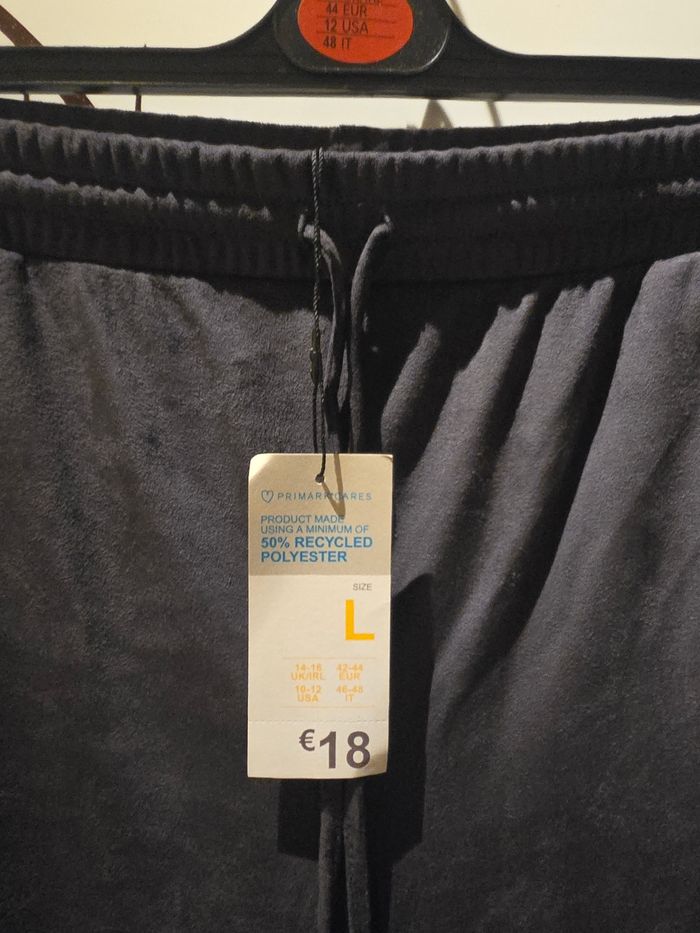 44 EUR
12 USA
48 IT
PRIMARK CARES
PRODUCT MADE
USING A MINIMUM OF
50% RECYCLED
POLYESTER
SIZE
L
14-16 42-44
UK/IRL EUR
10-12 46-48
USA IT
€18